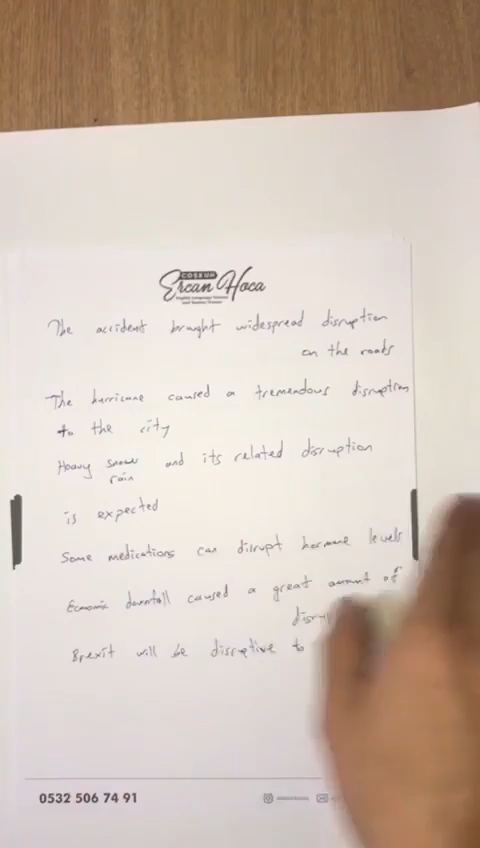 COŞKUN
Ercan Hoca
The accident brought widespread disruption
on the roads
The hurricane caused a tremendous disruption
to the city
Heavy snow and its related disruption
rain
is expected
Some medications can disrupt hormone levels
Economic downfall caused a great amount of
Brexit will be disruptive to
0532 506 74 91